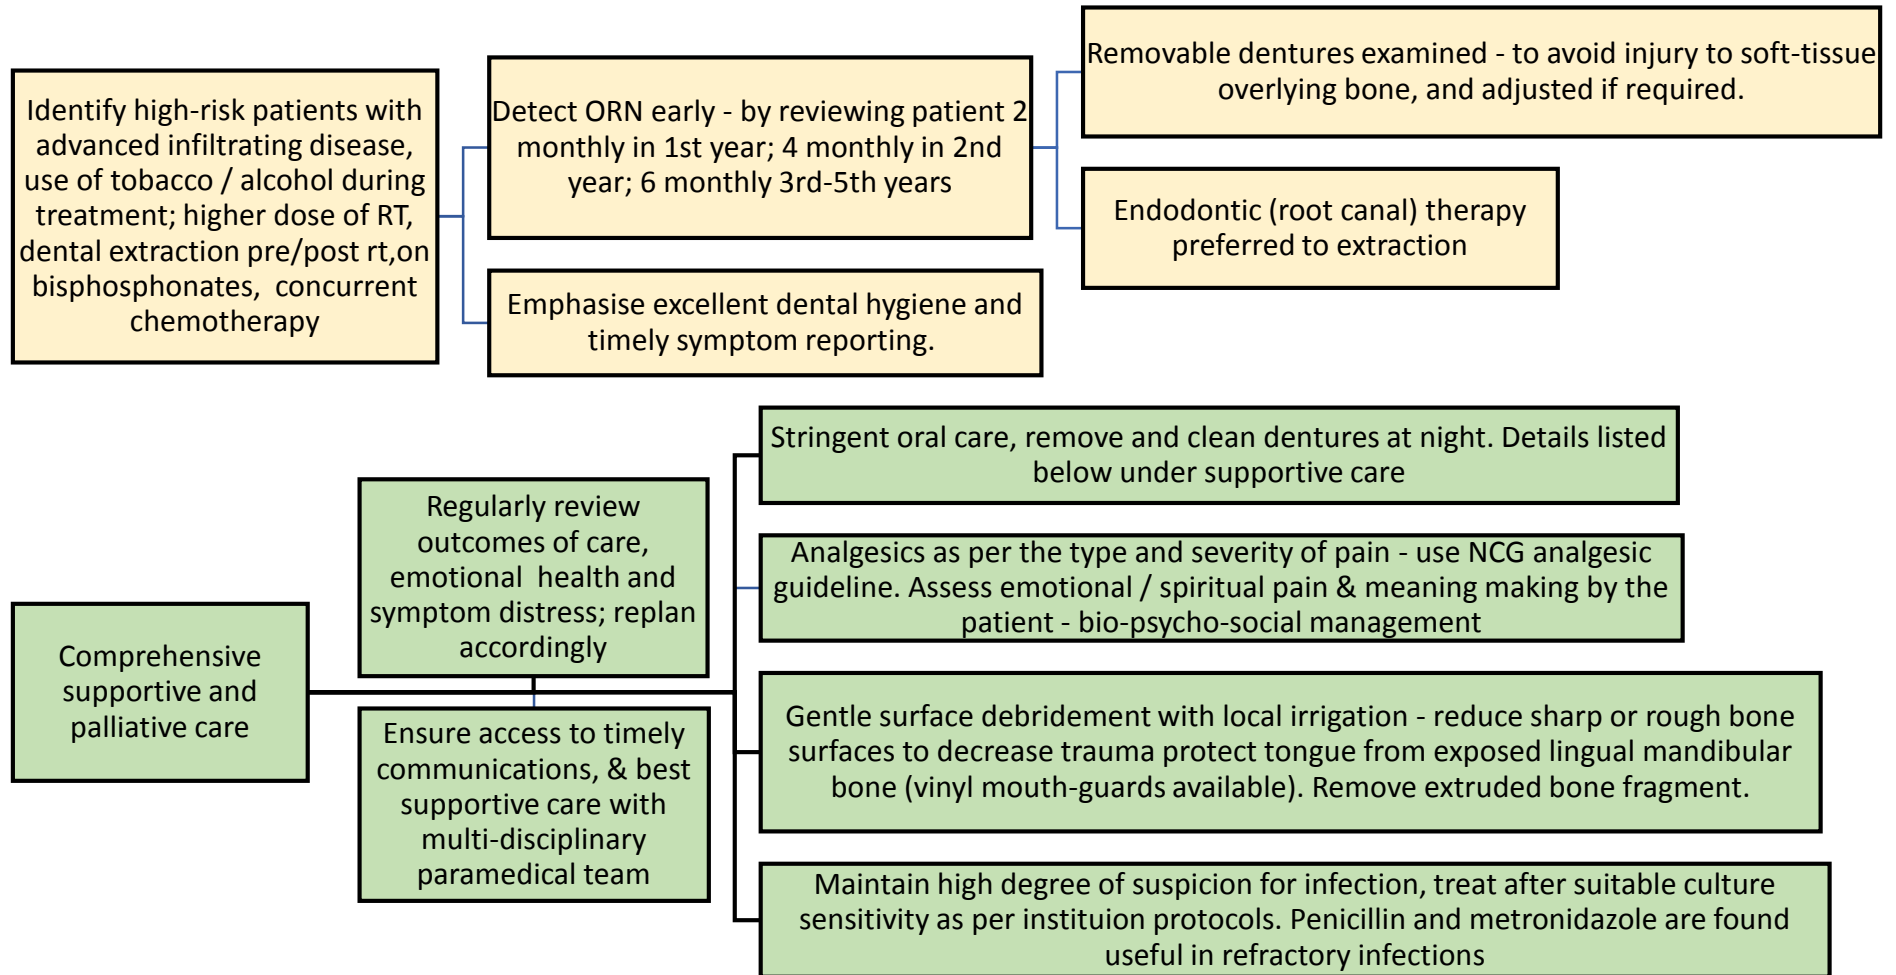 Identify high-risk patients with
advanced infiltrating disease,
use of tobacco / alcohol during
treatment; higher dose of RT,
dental extraction pre/post rt,on
bisphosphonates, concurrent
chemotherapy
Detect ORN early - by reviewing patient 2
monthly in 1st year; 4 monthly in 2nd
year; 6 monthly 3rd-5th years
Emphasise excellent dental hygiene and
timely symptom reporting.
Removable dentures examined - to avoid injury to soft-tissue
overlying bone, and adjusted if required.
Endodontic (root canal) therapy
preferred to extraction
Comprehensive
supportive and
palliative care
Regularly review
outcomes of care,
emotional health and
symptom distress; replan
accordingly
Ensure access to timely
communications, & best
supportive care with
multi-disciplinary
paramedical team
Stringent oral care, remove and clean dentures at night. Details listed
below under supportive care
Analgesics as per the type and severity of pain - use NCG analgesic
guideline. Assess emotional / spiritual pain & meaning making by the
patient - bio-psycho-social management
Gentle surface debridement with local irrigation - reduce sharp or rough bone
surfaces to decrease trauma protect tongue from exposed lingual mandibular
bone (vinyl mouth-guards available). Remove extruded bone fragment.
Maintain high degree of suspicion for infection, treat after suitable culture
sensitivity as per instituion protocols. Penicillin and metronidazole are found
useful in refractory infections